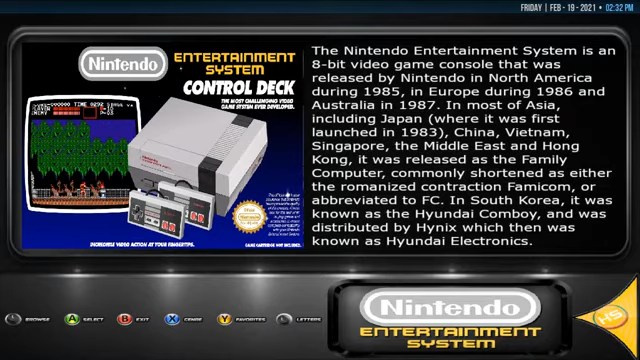 FRIDAY | FEB - 19 - 2021 | 02:32 PM
Nintendo
ENTERTAINMENT
SYSTEM
CONTROL DECK
THE MOST CHALLENGING VIDEO
GAME SYSTEM EVER DEVELOPED.
TIME 0292
INCREDIBLE VIDEO ACTION AT YOUR FINGERTIPS.
GAME CARTRIDGE NOT INCLUDED.
The Nintendo Entertainment System is an
8-bit video game console that was
released by Nintendo in North America
during 1985, in Europe during 1986 and
Australia in 1987. In most of Asia,
including Japan (where it was first
launched in 1983), China, Vietnam,
Singapore, the Middle East and Hong
Kong, it was released as the Family
Computer, commonly shortened as either
the romanized contraction Famicom, or
abbreviated to FC. In South Korea, it was
known as the Hyundai Comboy, and was
distributed by Hynix which then was
known as Hyundai Electronics.
BROWSE
A SELECT
B EXIT
X GENRE
Y FAVORITES
LETTERS
Nintendo
ENTERTAINMENT
SYSTEM
HS